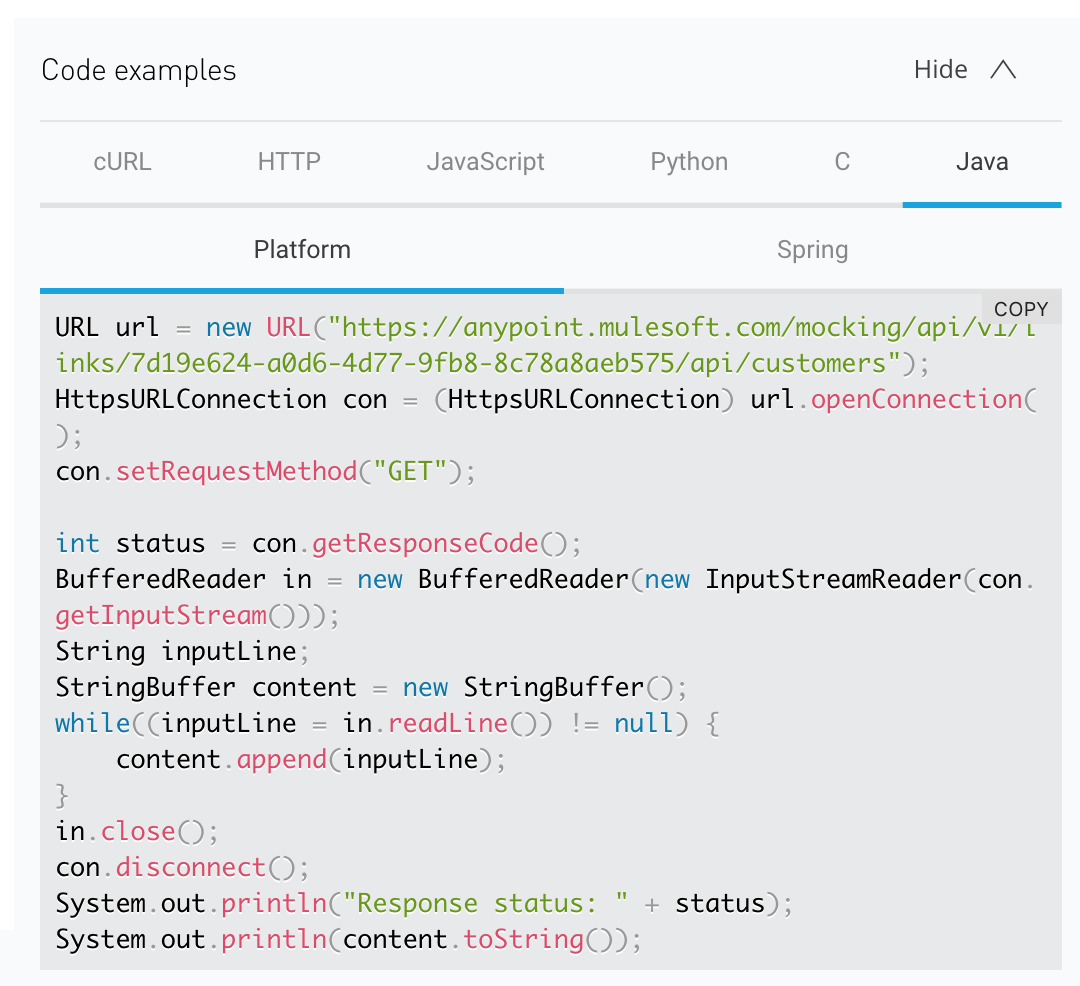 Code examples
Hide
cURL HTTP JavaScript Python C Java
Platform Spring
COPY
URL url = new URL("https://anypoint.mulesoft.com/mocking/api/v1/l
inks/7d19e624-a0d6-4d77-9fb8-8c78a8aeb575/api/customers");
HttpsURLConnection con = (HttpsURLConnection) url.openConnection(
);
con.setRequestMethod("GET");

int status = con.getResponseCode();
BufferedReader in = new BufferedReader(new InputStreamReader(con.
getInputStream()));
String inputLine;
StringBuffer content = new StringBuffer();
while((inputLine = in.readLine()) != null) {
    content.append(inputLine);
}
in.close();
con.disconnect();
System.out.println("Response status: " + status);
System.out.println(content.toString());